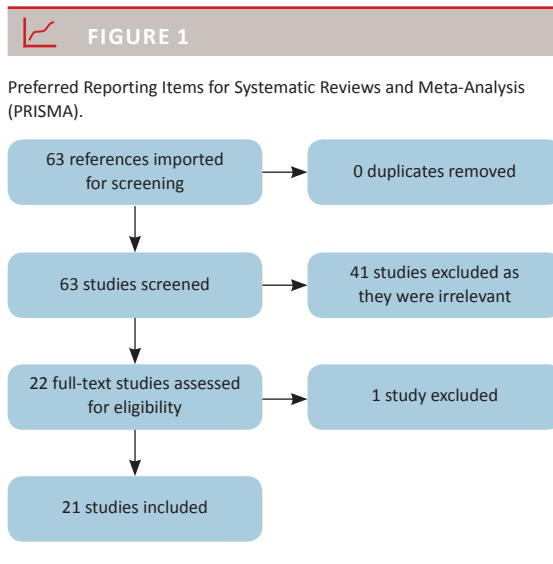 FIGURE 1
Preferred Reporting Items for Systematic Reviews and Meta-Analysis
(PRISMA).
63 references imported
for screening
0 duplicates removed
63 studies screened
41 studies excluded as
they were irrelevant
22 full-text studies assessed
for eligibility
1 study excluded
21 studies included